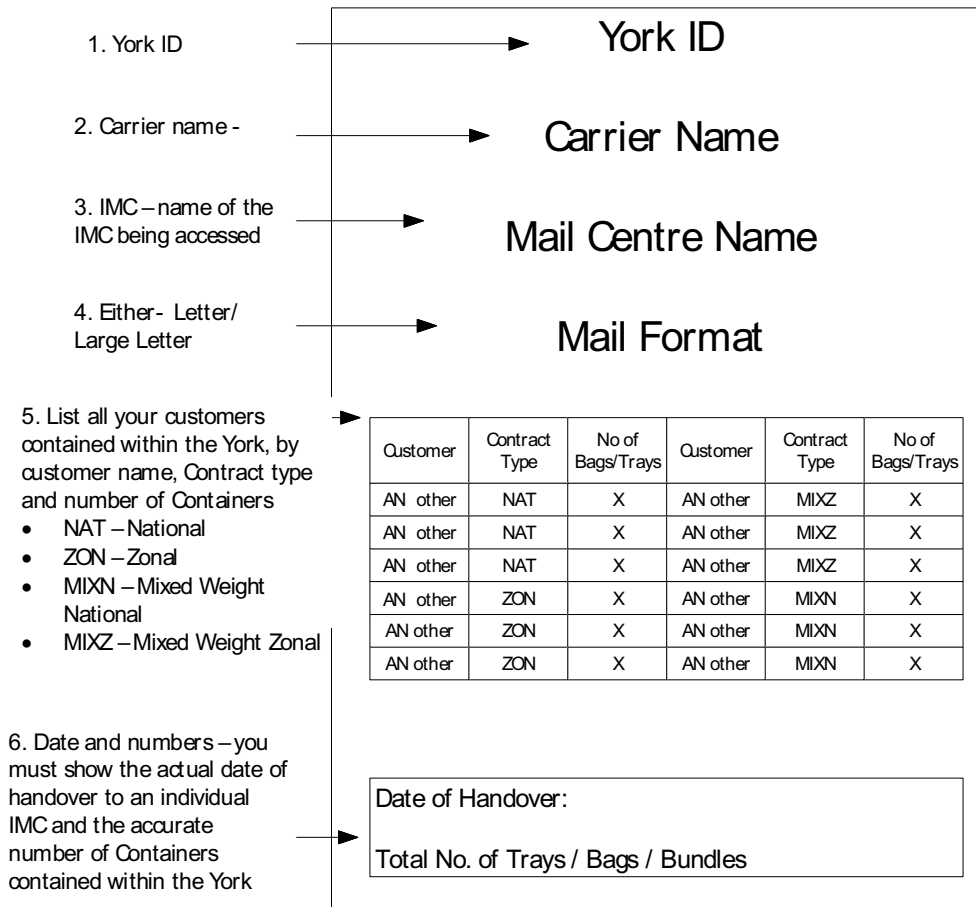 1. York ID
York ID
2. Carrier name -
Carrier Name
3. IMC – name of the
IMC being accessed
Mail Centre Name
4. Either- Letter/
Large Letter
Mail Format
5. List all your customers
contained within the York, by
customer name, Contract type
and number of Containers
• NAT – National
• ZON – Zonal
• MIXN – Mixed Weight
National
• MIXZ – Mixed Weight Zonal
Customer Contract Type No of Bags/Trays Customer Contract Type No of Bags/Trays
AN other NAT X AN other MIXZ X
AN other NAT X AN other MIXZ X
AN other NAT X AN other MIXZ X
AN other ZON X AN other MIXN X
AN other ZON X AN other MIXN X
AN other ZON X AN other MIXN X
6. Date and numbers – you
must show the actual date of
handover to an individual
IMC and the accurate
number of Containers
contained within the York
Date of Handover:
Total No. of Trays / Bags / Bundles